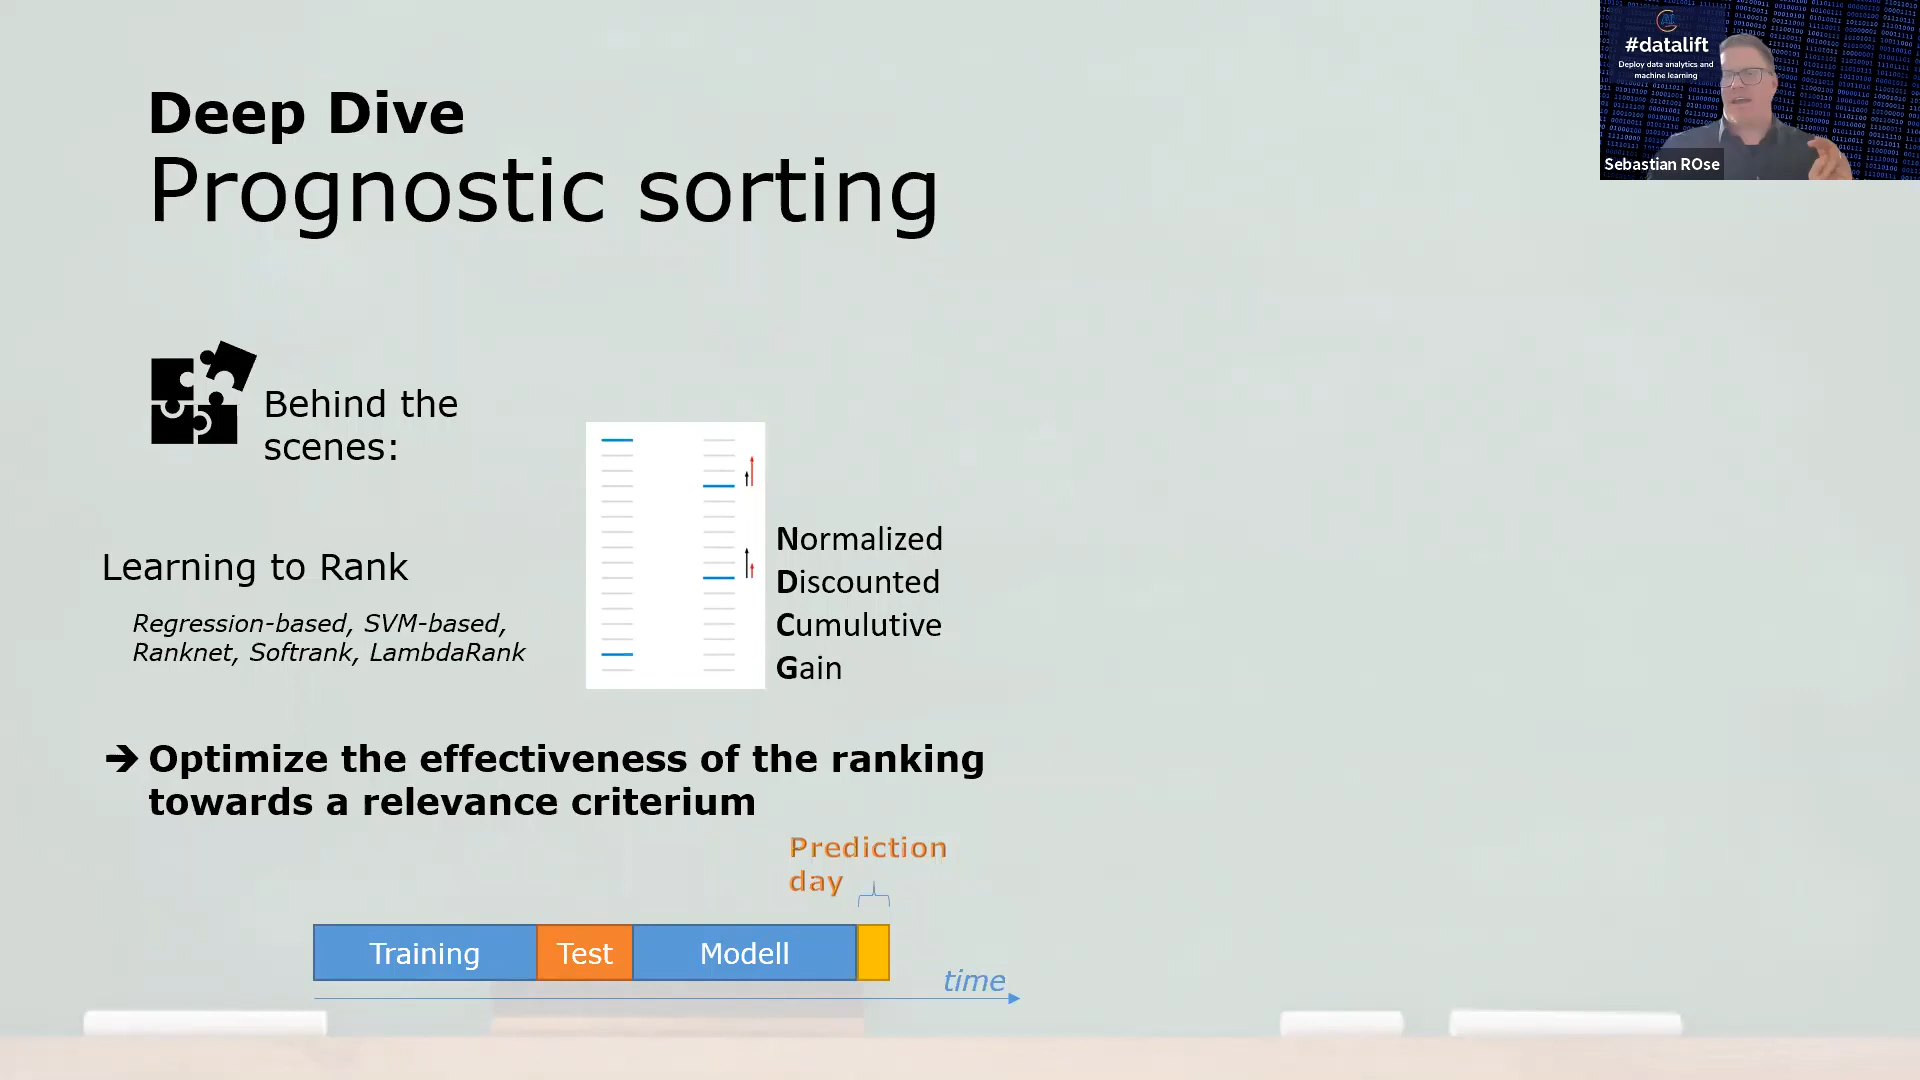 Deep Dive
Prognostic sorting
#datalift
Deploy data analytics and
machine learning
Sebastian ROse
Behind the
scenes:
Learning to Rank
Regression-based, SVM-based,
Ranknet, Softrank, LambdaRank
Normalized
Discounted
Cumulutive
Gain
➔ Optimize the effectiveness of the ranking
towards a relevance criterium
Prediction
day
Training
Test
Modell
time